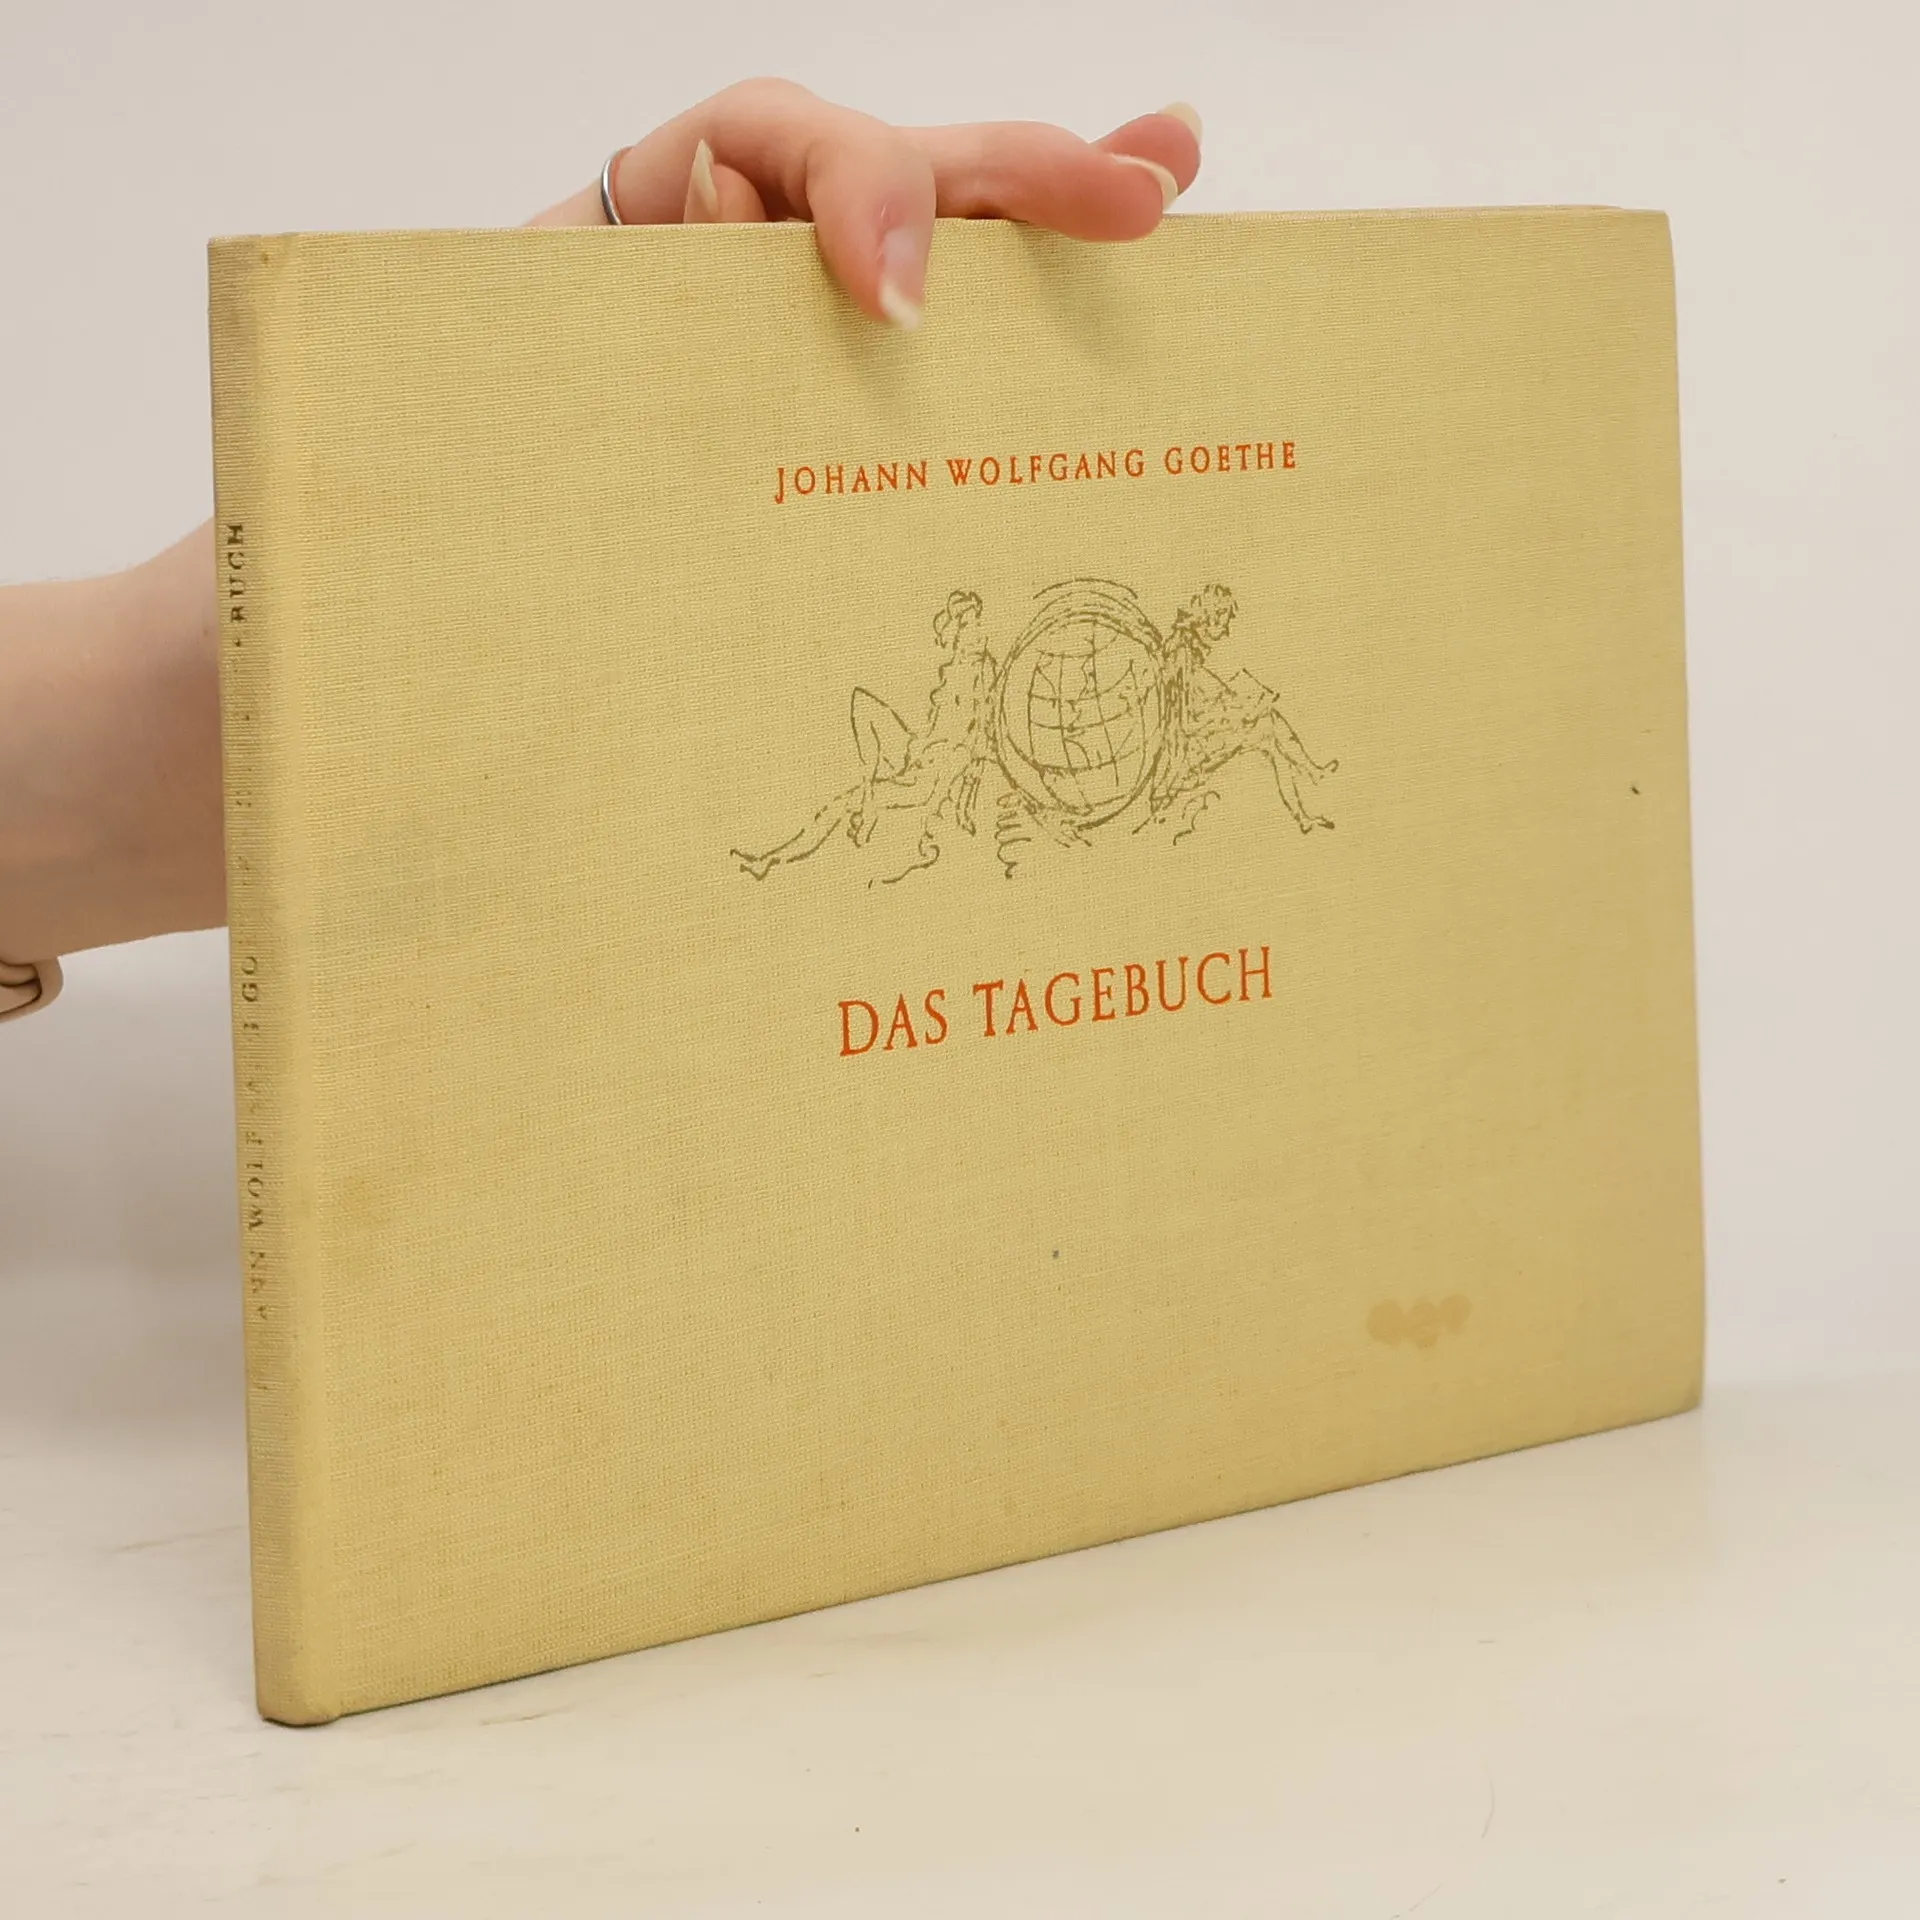 JOHANN WOLFGANG GOETHE
DAS TAGEBUCH